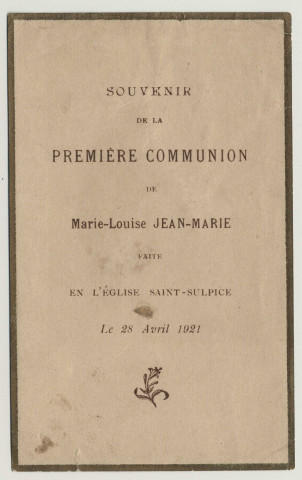 SOUVENIR
DE LA
PREMIÈRE COMMUNION
DE
Marie-Louise JEAN-MARIE
FAITE
EN L'ÉGLISE SAINT-SULPICE
Le 28 Avril 1921